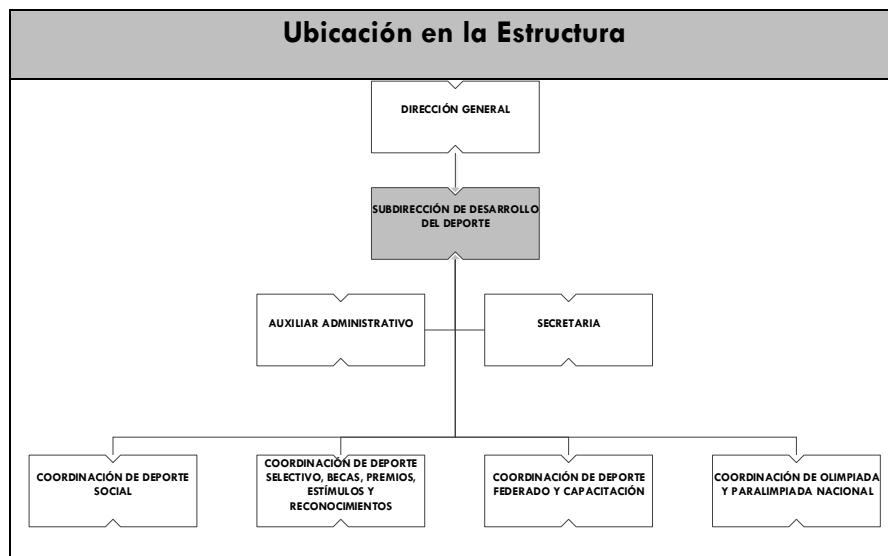 Ubicación en la Estructura
DIRECCIÓN GENERAL
SUBDIRECCIÓN DE DESARROLLO
DEL DEPORTE
AUXILIAR ADMINISTRATIVO
SECRETARIA
COORDINACIÓN DE DEPORTE
SOCIAL
COORDINACIÓN DE DEPORTE
SELECTIVO, BECAS, PREMIOS,
ESTÍMULOS Y
RECONOCIMIENTOS
COORDINACIÓN DE DEPORTE
FEDERADO Y CAPACITACIÓN
COORDINACIÓN DE OLIMPIADA
Y PARALIMPIADA NACIONAL